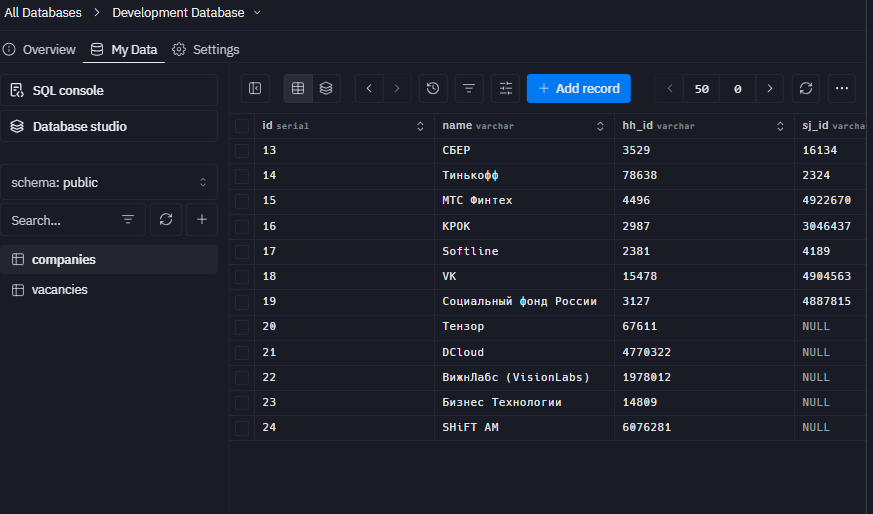 All Databases > Development Database
Overview My Data Settings
SQL console
Database studio
schema: public
Search...
companies
vacancies
Add record 50 0
id serial name varchar hh_id varchar sj_id varcha
13 СБЕР 3529 16134
14 Тинькофф 78638 2324
15 МТС Финтех 4496 4922670
16 КРОК 2987 3046437
17 Softline 2381 4189
18 VK 15478 4904563
19 Социальный фонд России 3127 4887815
20 Тензор 67611 NULL
21 DCloud 4770322 NULL
22 ВижнЛабс (VisionLabs) 1978012 NULL
23 Бизнес Технологии 14809 NULL
24 SHiFT AM 6076281 NULL